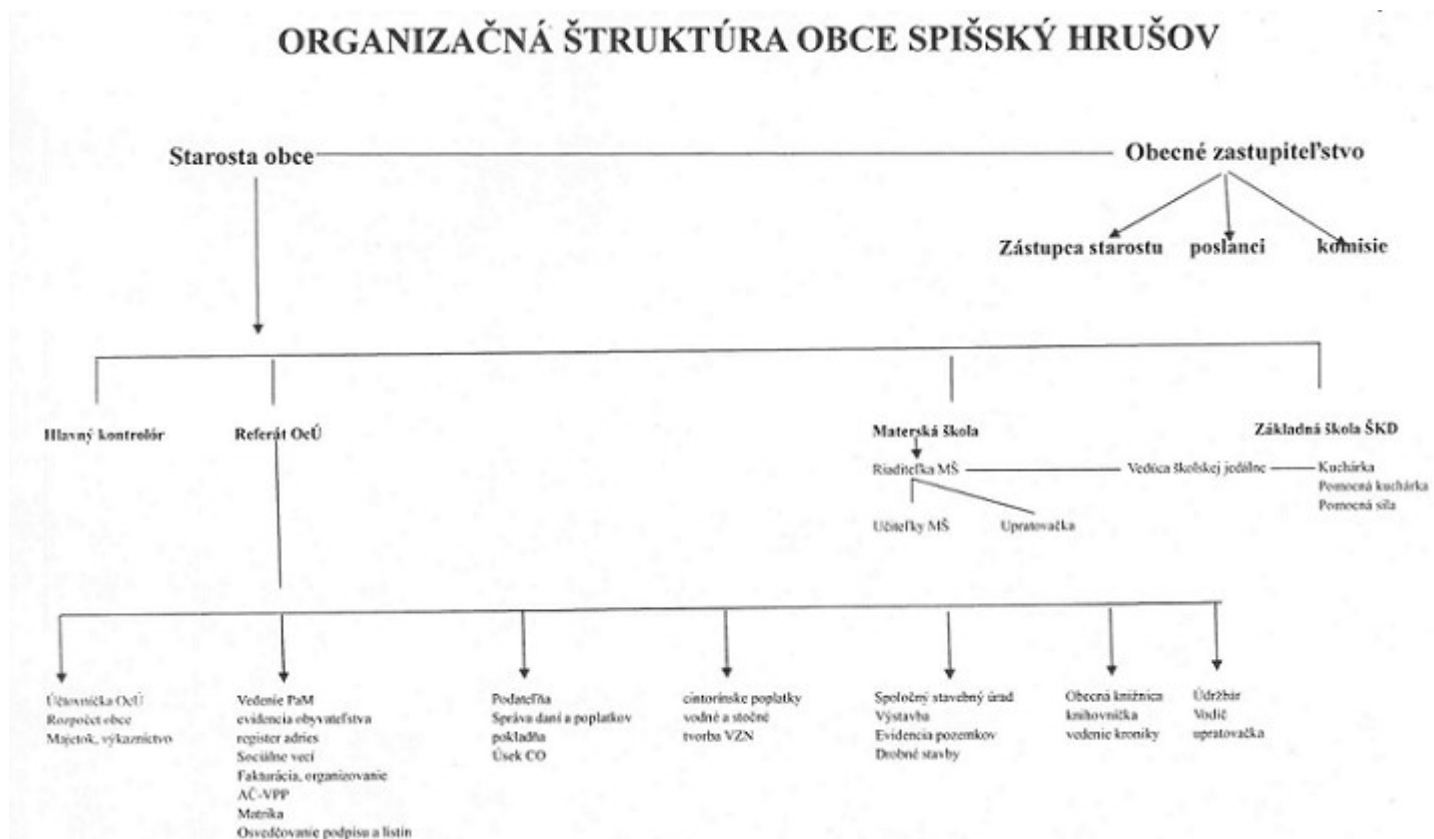 ORGANIZAČNÁ ŠTRUKTÚRA OBCE SPIŠSKÝ HRUŠOV
Starosta obce
Obecné zastupiteľstvo
Zástupca starostu
poslanci
komisie
Hlavný kontrolór
Referát OcÚ
Materská škola
Základná škola ŠKD
Riaditeľka MŠ
Vedúca školskej jedálne
Kuchárka
Pomocná kuchárka
Pomocná sila
Učiteľky MŠ
Upratovačka
Účtovníčka OcÚ
Rozpočet obce
Majetok, výkazníctvo
Vedenie PaM
evidencia obyvateľstva
register adries
Sociálne vecí
Fakturácia, organizovanie
AČ-VPP
Matrika
Osvedčovanie podpisu a listín
Podateľňa
Správa daní a poplatkov
pokladňa
Úsek CO
cintorínske poplatky
vodné a stočné
tvorba VZN
Spoločný stavebný úrad
Výstavba
Evidencia pozemkov
Drobné stavby
Obecná knižnica
knihovníčka
vedenie kroniky
Údržbár
Vodič
upratovačka